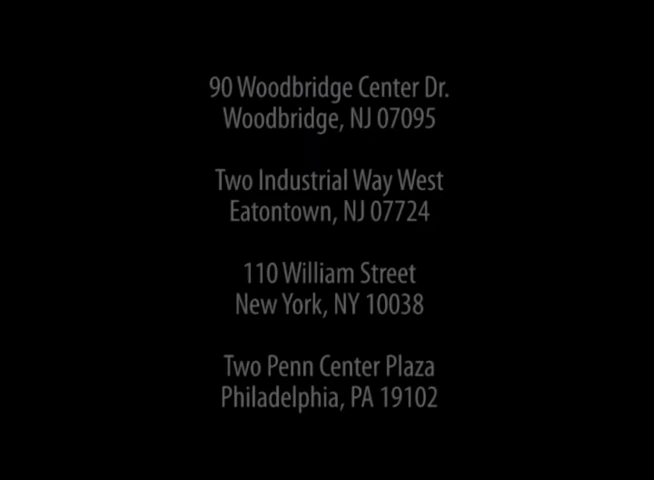 90 Woodbridge Center Dr.
Woodbridge, NJ 07095
Two Industrial Way West
Eatontown, NJ 07724
110 William Street
New York, NY 10038
Two Penn Center Plaza
Philadelphia, PA 19102